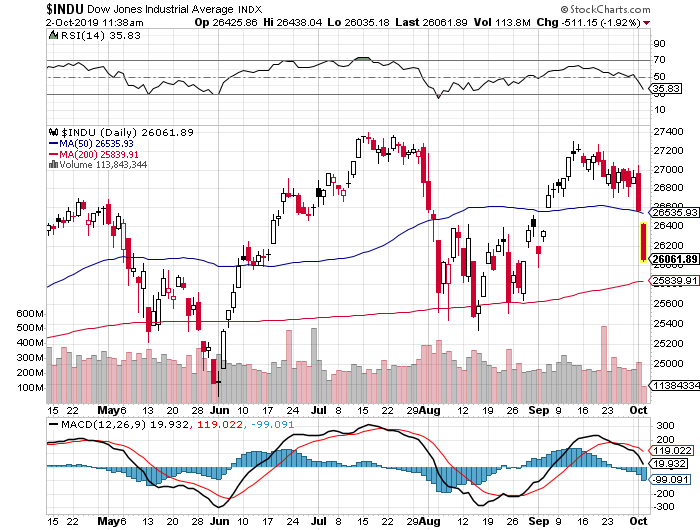 $INDU Dow Jones Industrial Average INDX © StockCharts.com
2-Oct-2019 11:38am Op 26425.86 Hi 26438.04 Lo 26035.18 Last 26061.89 Vol 113.8M Chg -511.15 (-1.92%)
RSI(14) 35.83
90
70
50
35.83
30
10
$INDU (Daily) 26061.89
MA(50) 26535.93
MA(200) 25839.91
Volume 113,843,344
27400
27200
27000
26800
26600
26535.93
26400
26200
26061.89
26000
25839.91
25600
25400
25200
25000
24800
600M
500M
400M
300M
200M
100M
113843344
15 22 May 6 13 20 28 Jun 10 17 24 Jul 8 15 22 Aug 12 19 26 Sep 9 16 23 Oct
MACD(12,26,9) 19.932, 119.022, -99.091
300
200
119.022
19.932
-99.091
-200
-300
15 22 May 6 13 20 28 Jun 10 17 24 Jul 8 15 22 Aug 12 19 26 Sep 9 16 23 Oct